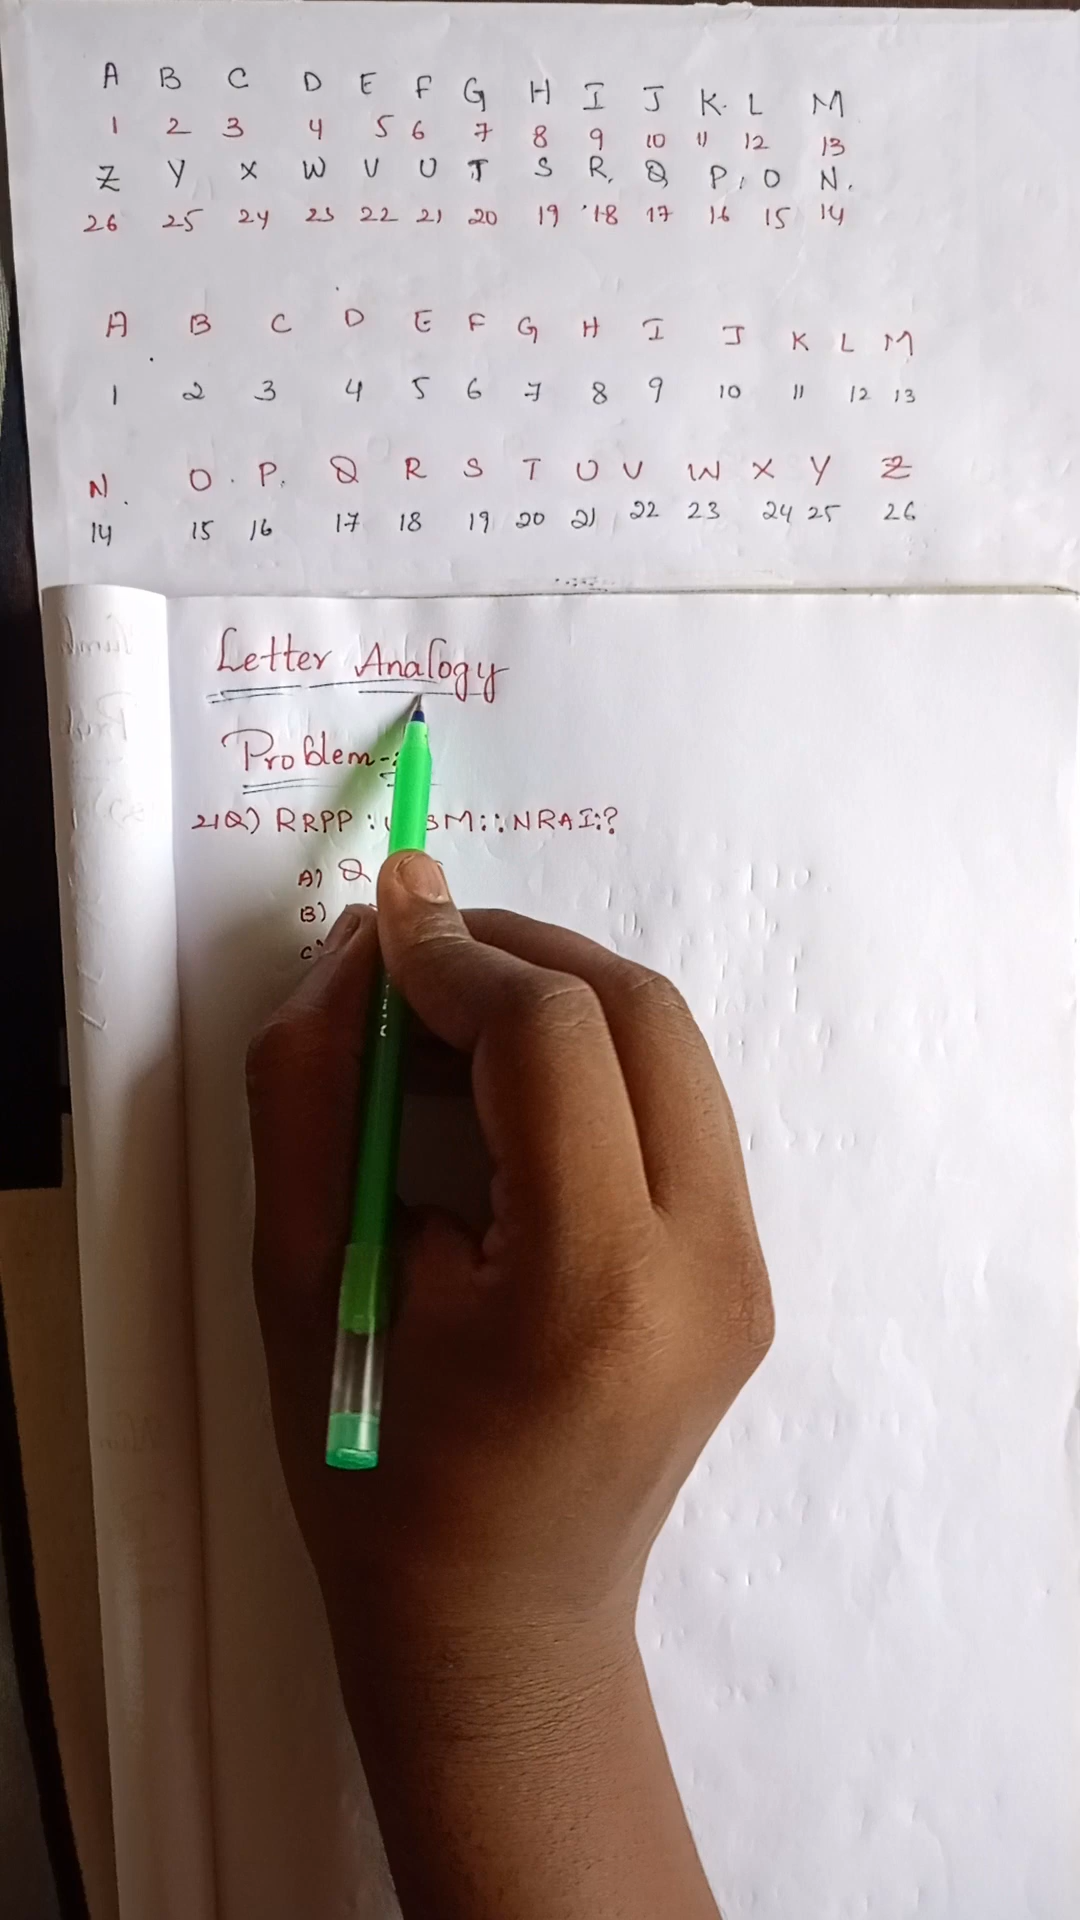 A B C D E F G H I J K. L M
1 2 3 4 5 6 7 8 9 10 11 12 13
Z Y X W V U T S R, Q P, O N.
26 25 24 23 22 21 20 19 18 17 16 15 14
A B C D E F G H I J K L M
1 2 3 4 5 6 7 8 9 10 11 12 13
N. O. P. Q R S T U V W X Y Z
14 15 16 17 18 19 20 21 22 23 24 25 26
Letter Analogy
Problem-:
21Q) RRPP : BM::NRAI:?
A) Q
B)
C)